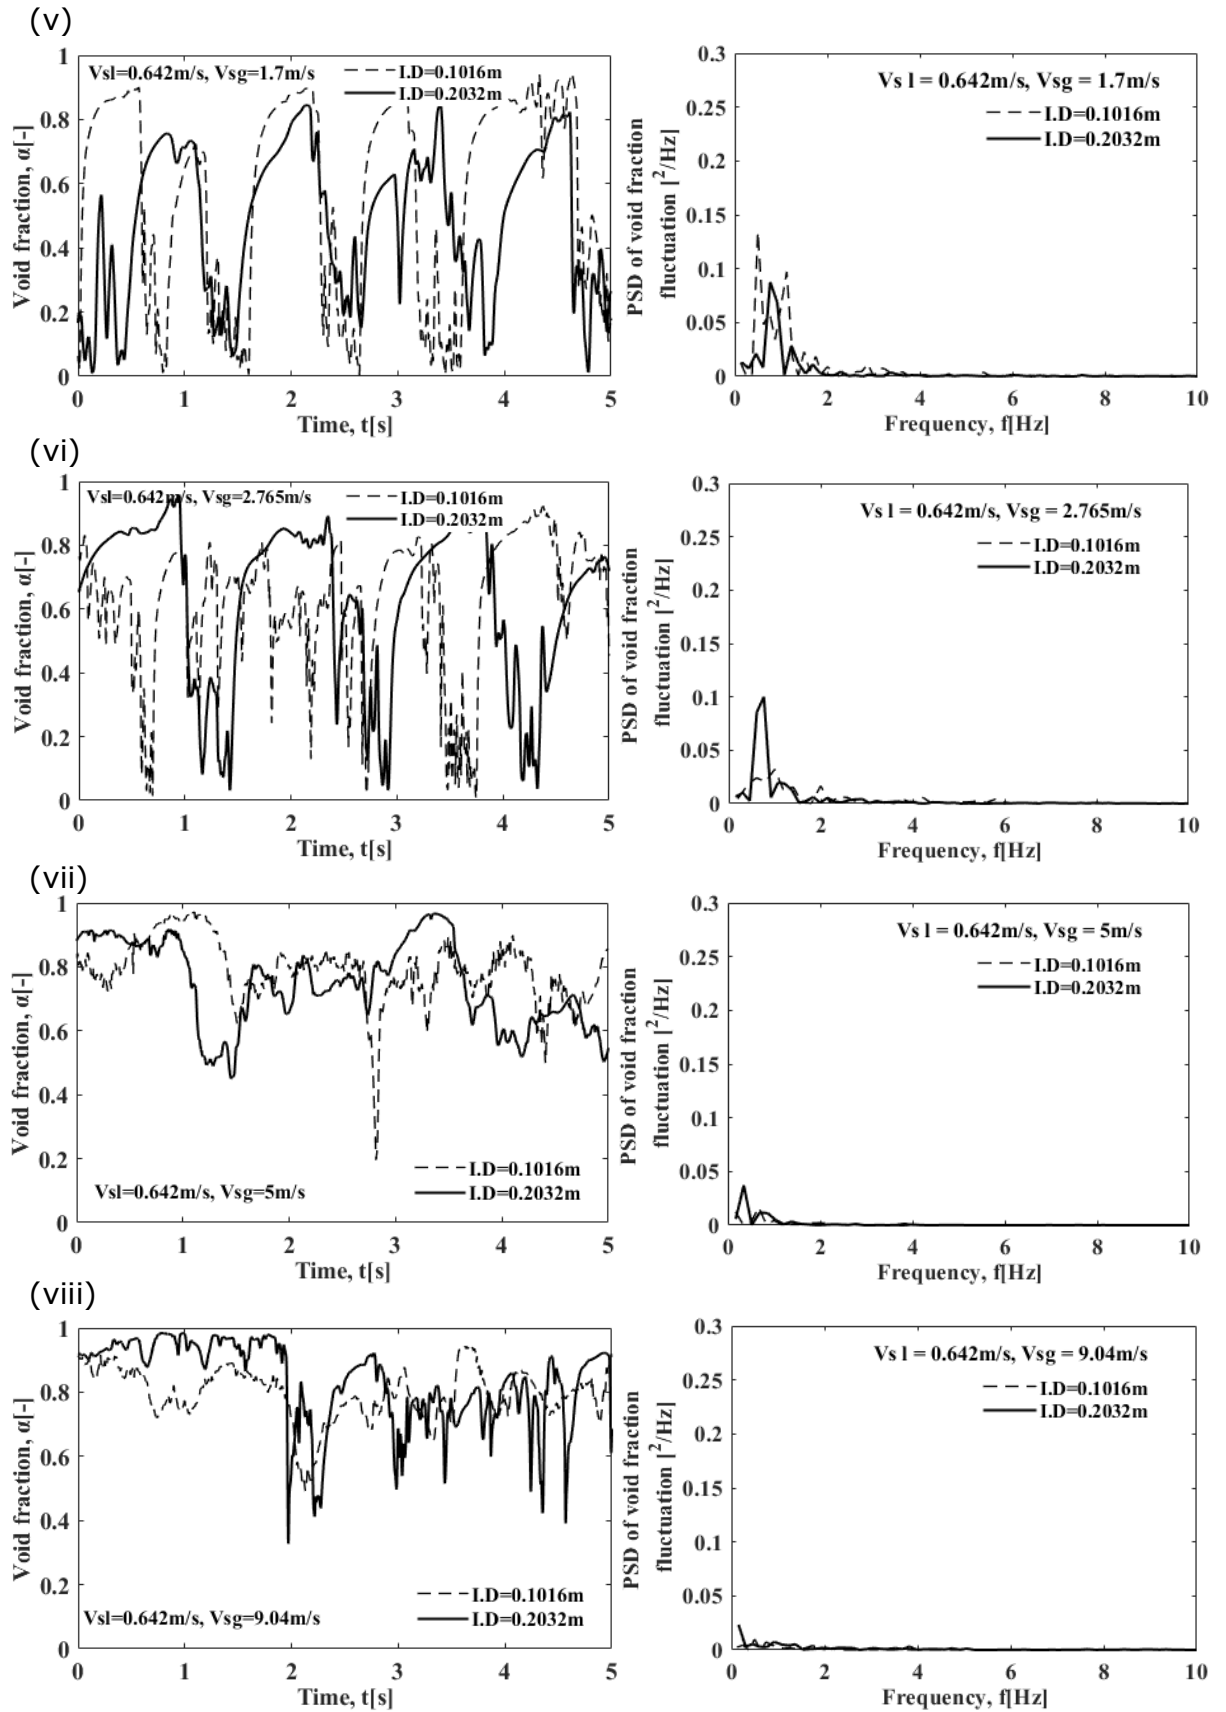 (v)
Vsl=0.642m/s, Vsg=1.7m/s
I.D=0.1016m
I.D=0.2032m
Void fraction, α[-]
1
0.8
0.6
0.4
0.2
0
0 1 2 3 4 5
Time, t[s]
Vs l = 0.642m/s, Vsg = 1.7m/s
I.D=0.1016m
I.D=0.2032m
PSD of void fraction
fluctuation |²/Hz]
0.3
0.25
0.2
0.15
0.1
0.05
0
0 2 4 6 8 10
Frequency, f[Hz]
(vi)
Vsl=0.642m/s, Vsg=2.765m/s
I.D=0.1016m
I.D=0.2032m
Void fraction, α[-]
1
0.8
0.6
0.4
0.2
0
0 1 2 3 4 5
Time, t[s]
Vs l = 0.642m/s, Vsg = 2.765m/s
I.D=0.1016m
I.D=0.2032m
PSD of void fraction
fluctuation |²/Hz]
0.3
0.25
0.2
0.15
0.1
0.05
0
0 2 4 6 8 10
Frequency, f[Hz]
(vii)
Void fraction, α[-]
1
0.8
0.6
0.4
0.2
0
I.D=0.1016m
I.D=0.2032m
Vsl=0.642m/s, Vsg=5m/s
0 1 2 3 4 5
Time, t[s]
Vs l = 0.642m/s, Vsg = 5m/s
I.D=0.1016m
I.D=0.2032m
PSD of void fraction
fluctuation |²/Hz]
0.3
0.25
0.2
0.15
0.1
0.05
0
0 2 4 6 8 10
Frequency, f[Hz]
(viii)
Void fraction, α[-]
1
0.8
0.6
0.4
0.2
0
I.D=0.1016m
I.D=0.2032m
Vsl=0.642m/s, Vsg=9.04m/s
0 1 2 3 4 5
Time, t[s]
Vs l = 0.642m/s, Vsg = 9.04m/s
I.D=0.1016m
I.D=0.2032m
PSD of void fraction
fluctuation |²/Hz]
0.3
0.25
0.2
0.15
0.1
0.05
0
0 2 4 6 8 10
Frequency, f[Hz]